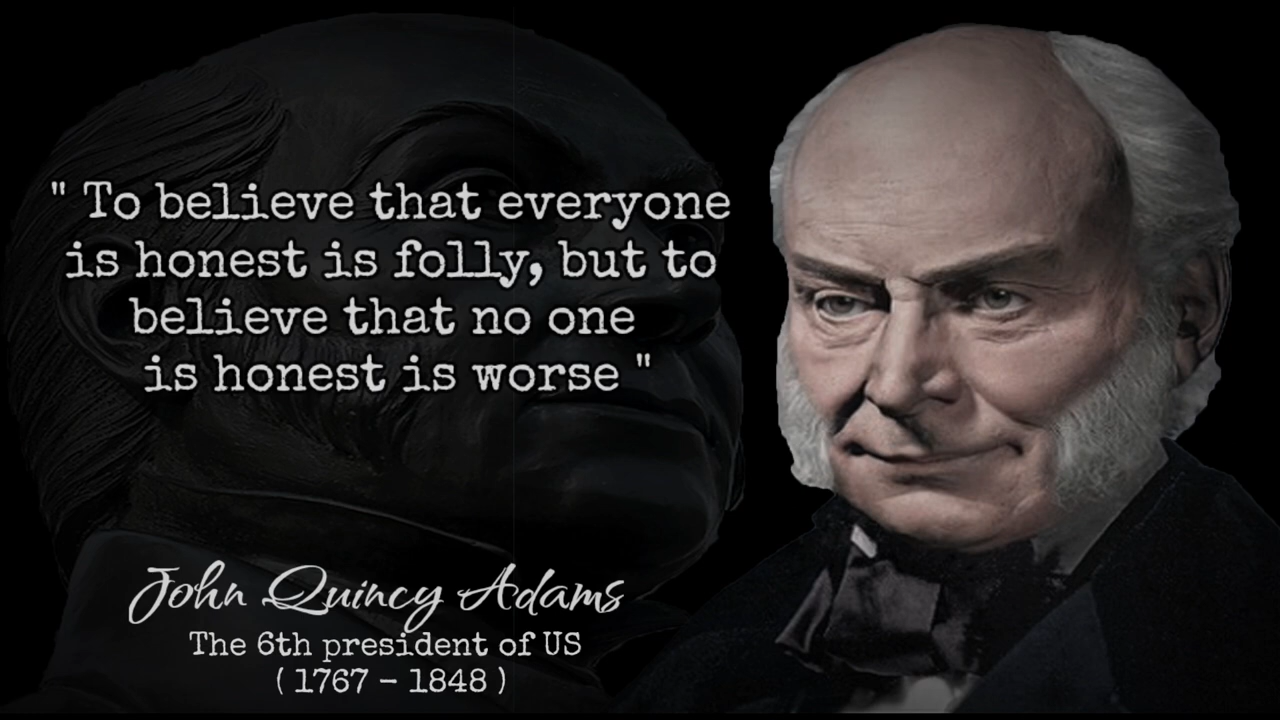 " To believe that everyone
is honest is folly, but to
believe that no one
is honest is worse "
John Quincy Adams
The 6th president of US
( 1767 - 1848 )